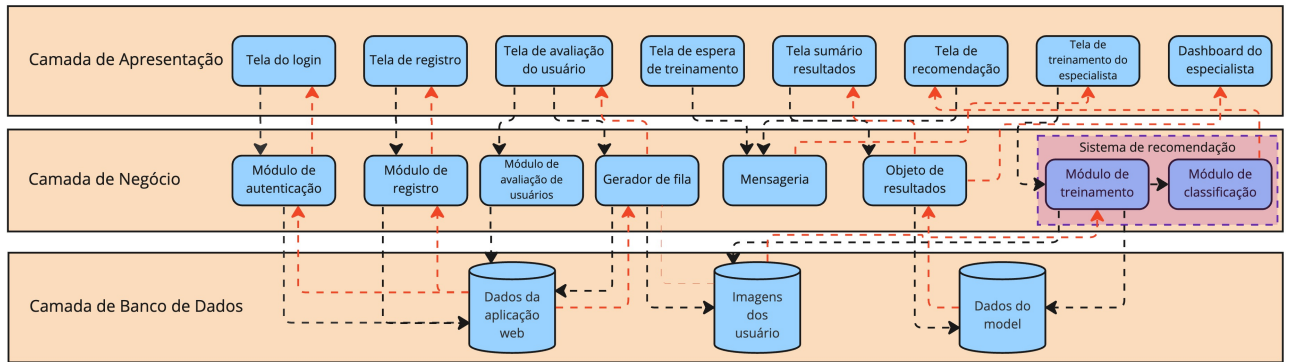 Camada de Apresentação
Tela do login
Tela de registro
Tela de avaliação
do usuário
Tela de espera
de treinamento
Tela sumário
resultados
Tela de
recomendação
Tela de
treinamento do
especialista
Dashboard do
especialista
Camada de Negócio
Módulo de
autenticação
Módulo de
registro
Módulo de
avaliação de
usuários
Gerador de fila
Mensageria
Objeto de
resultados
Sistema de recomendação
Módulo de
treinamento
Módulo de
classificação
Camada de Banco de Dados
Dados da
aplicação
web
Imagens
dos
usuário
Dados do
model